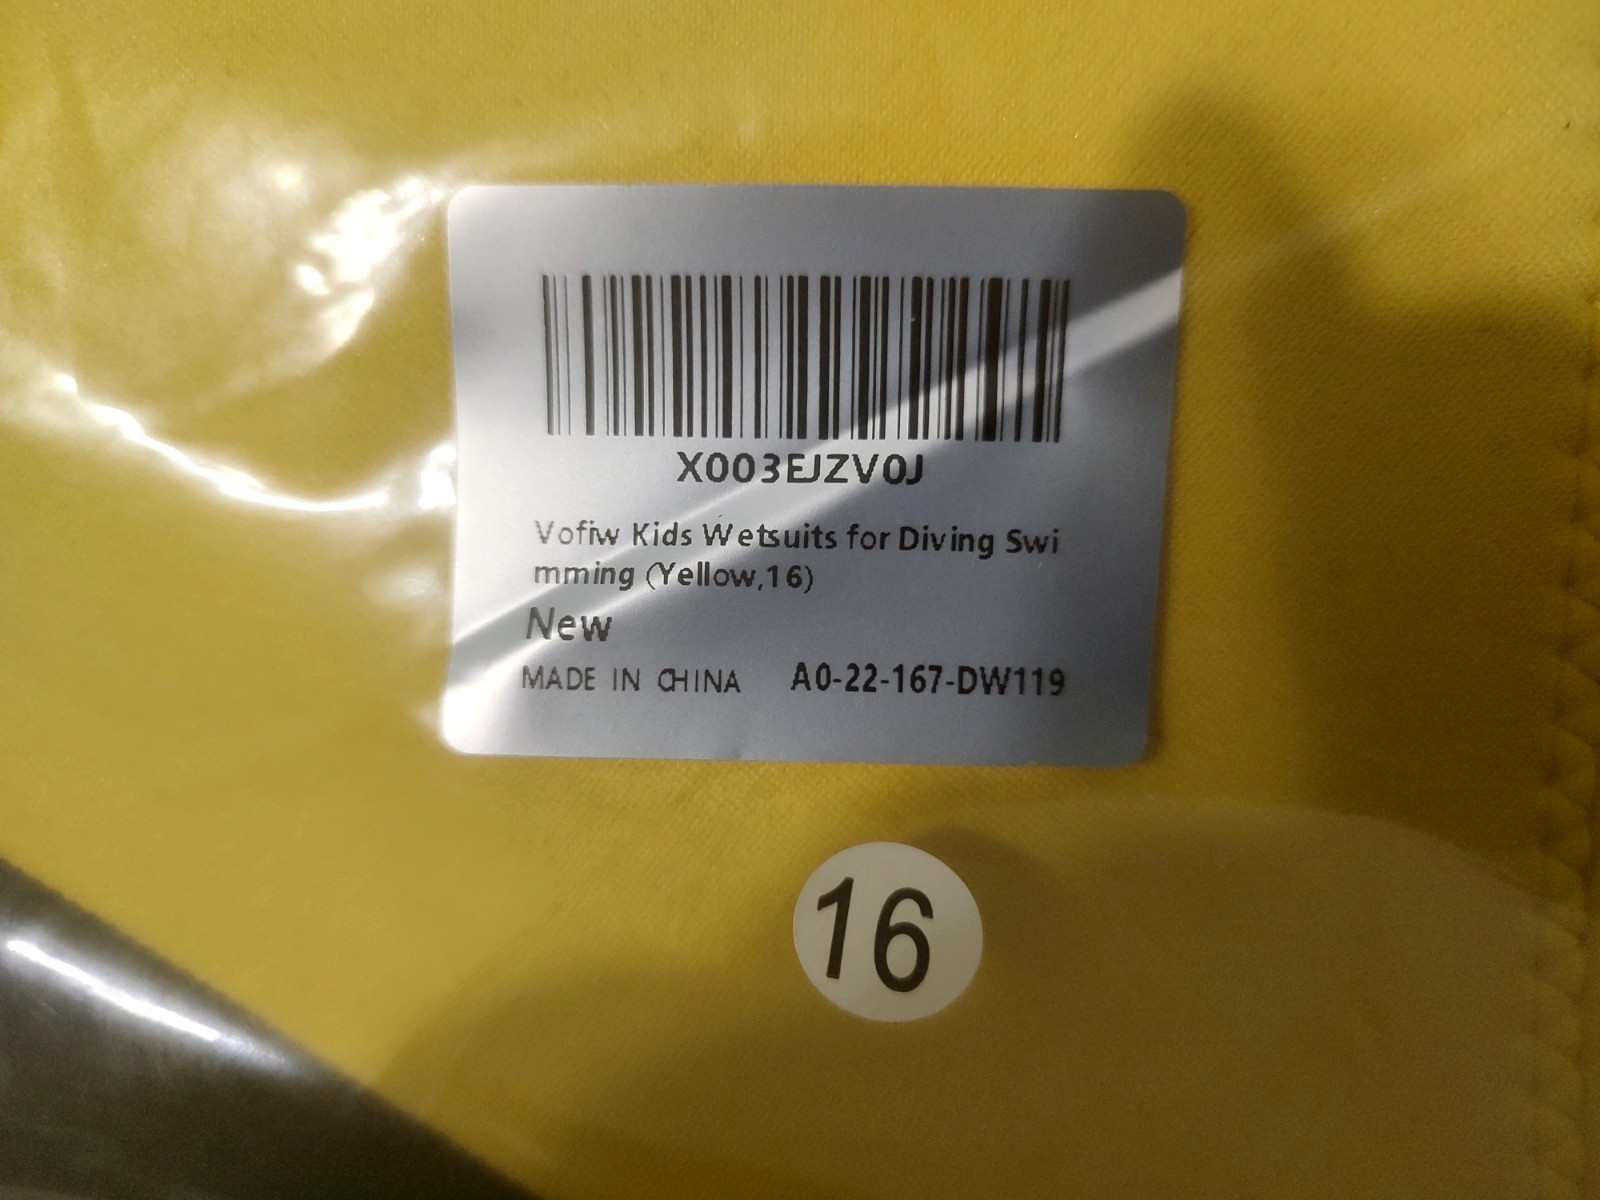 X003EJZV0J
Vofiw Kids Wetsuits for Diving Swi
mming (Yellow,16)
New
MADE IN CHINA A0-22-167-DW119
16